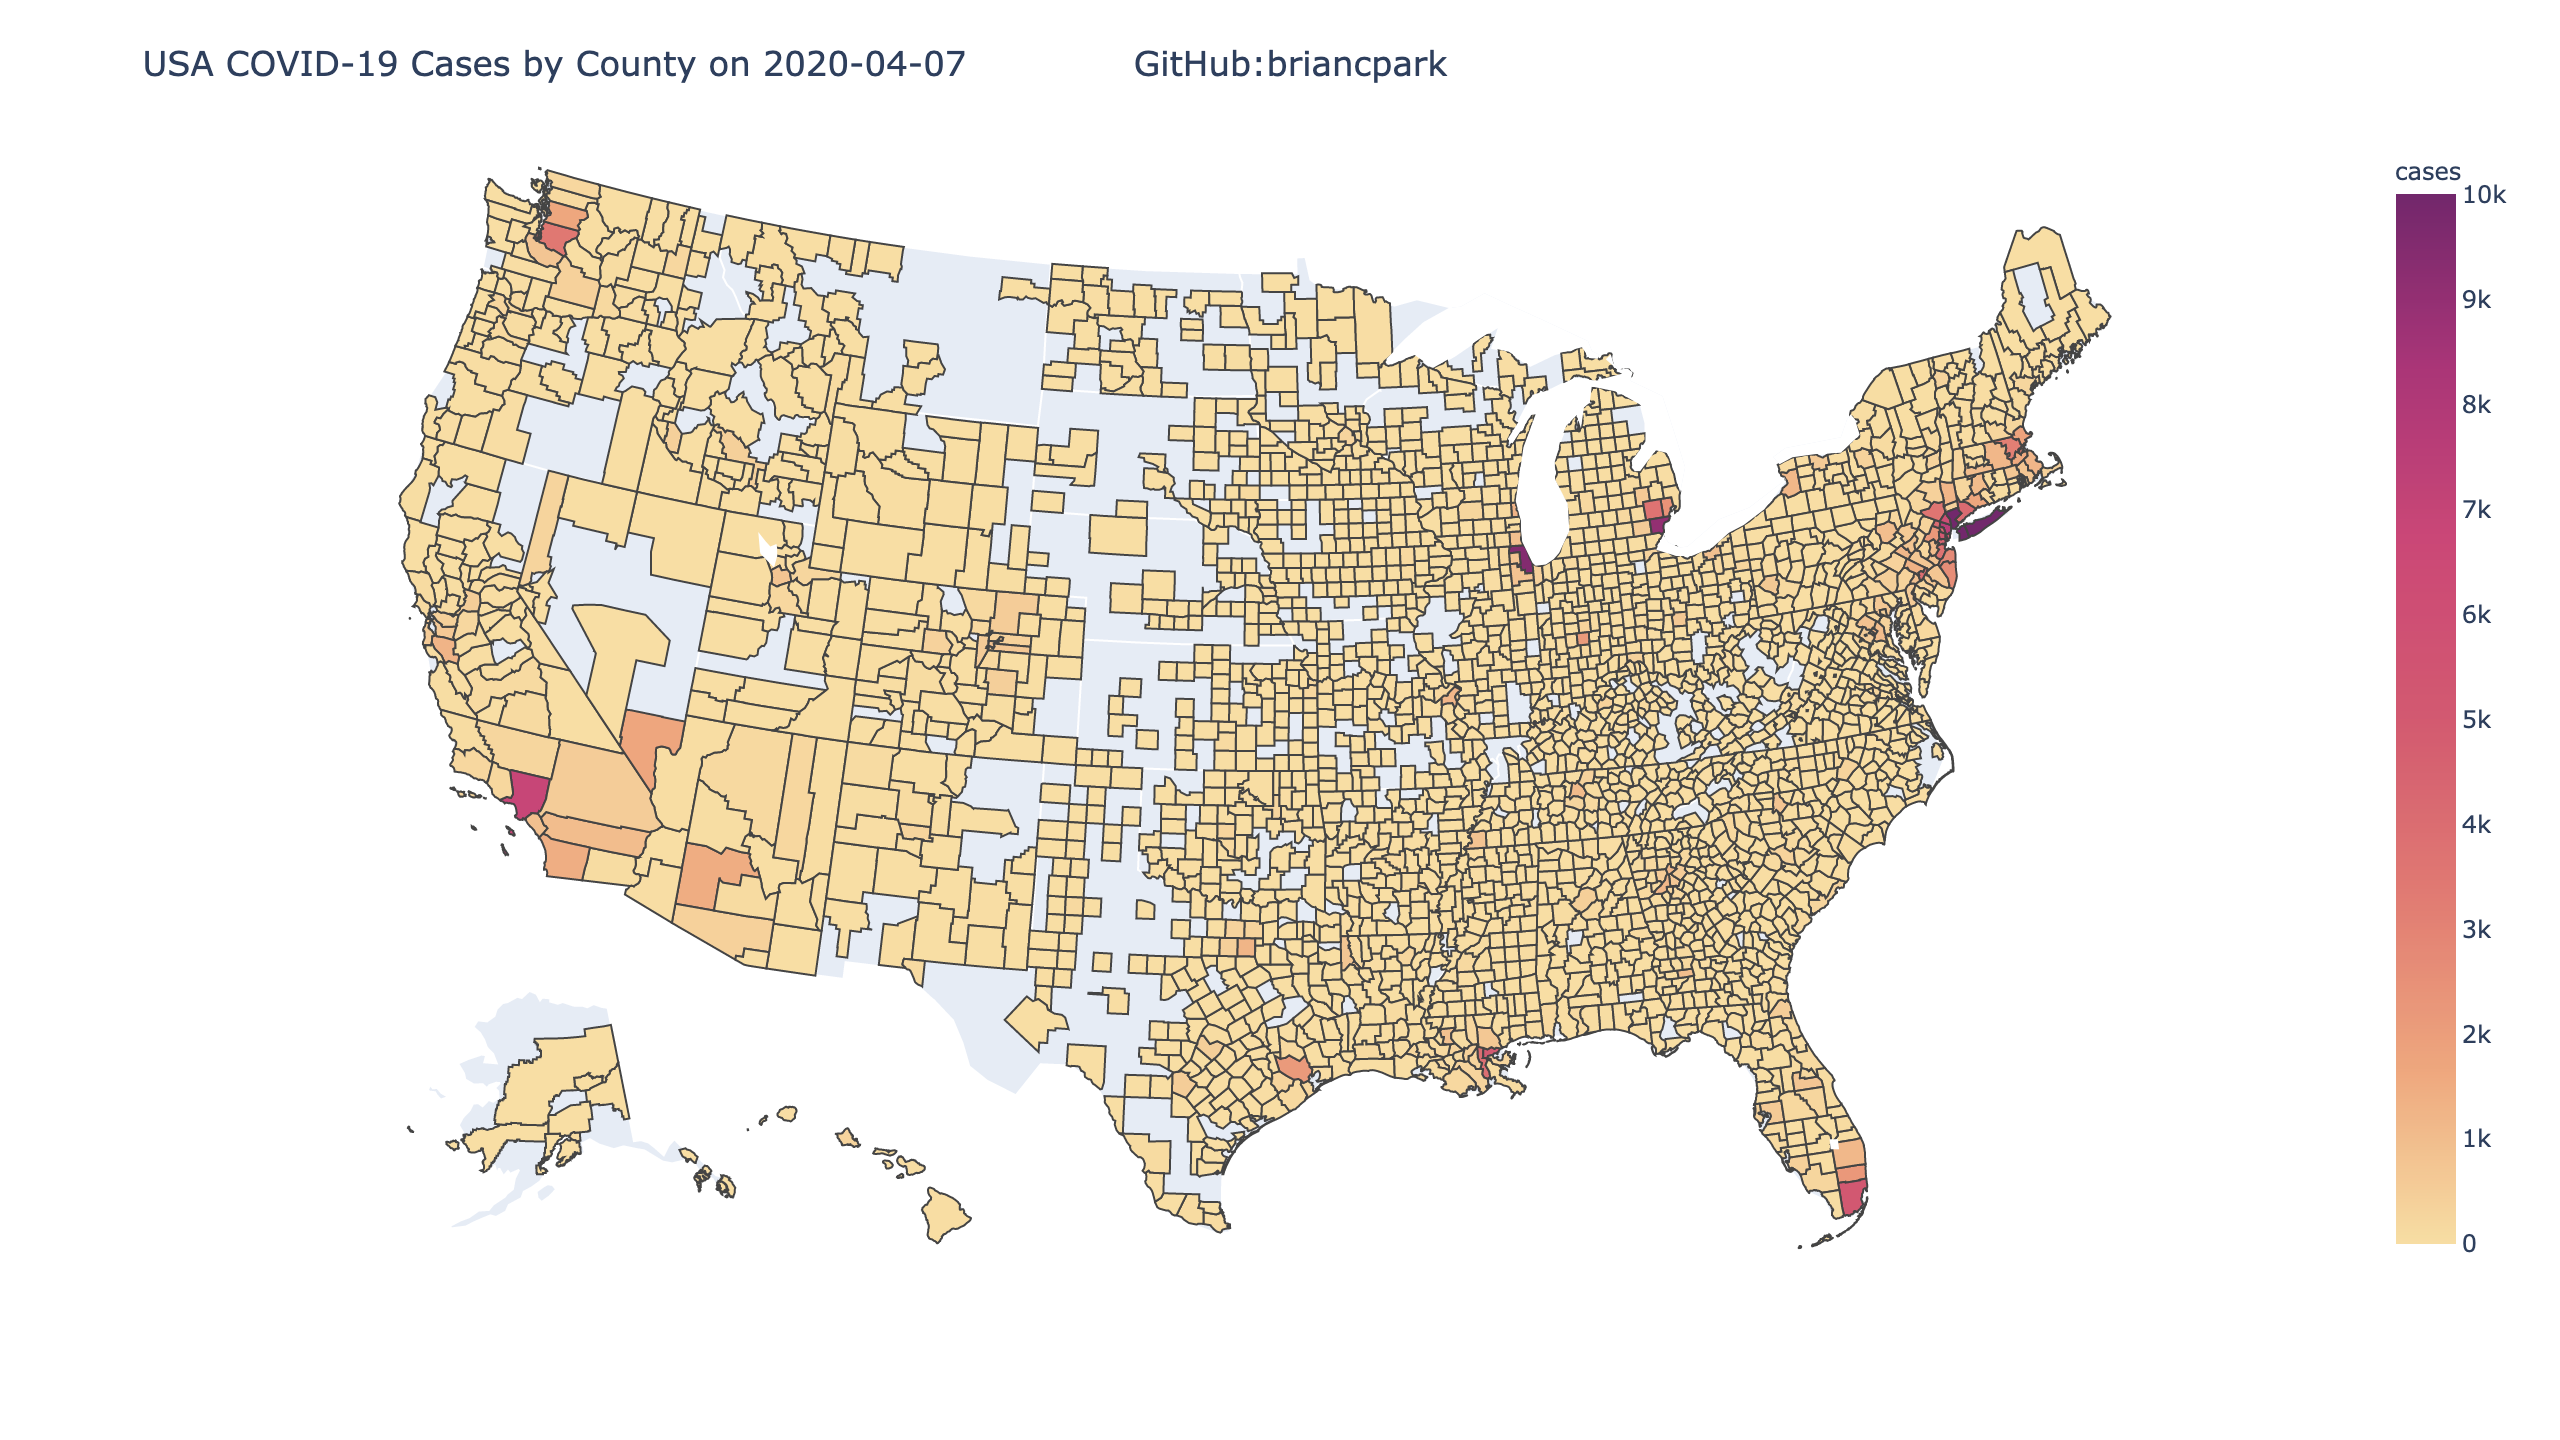 USA COVID-19 Cases by County on 2020-04-07 GitHub:briancpark
cases
10k
9k
8k
7k
6k
5k
4k
3k
2k
1k
0